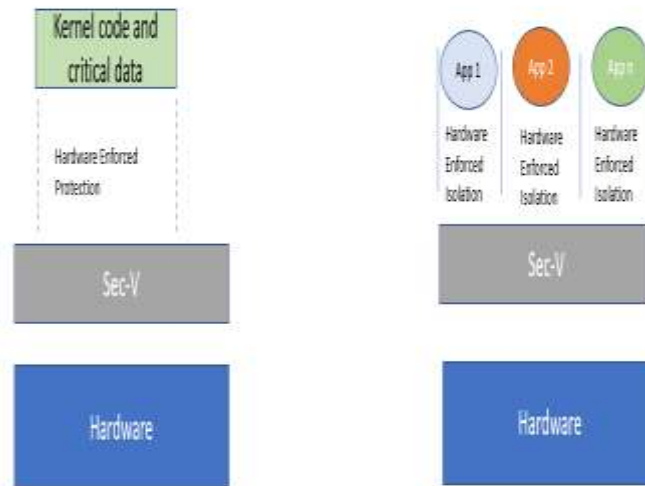 Kernel code and
critical data
Hardware Enforced
Protection
Sec-V
Hardware
App 1
App 2
App n
Hardware
Enforced
Isolation
Hardware
Enforced
Isolation
Hardware
Enforced
Isolation
Sec-V
Hardware